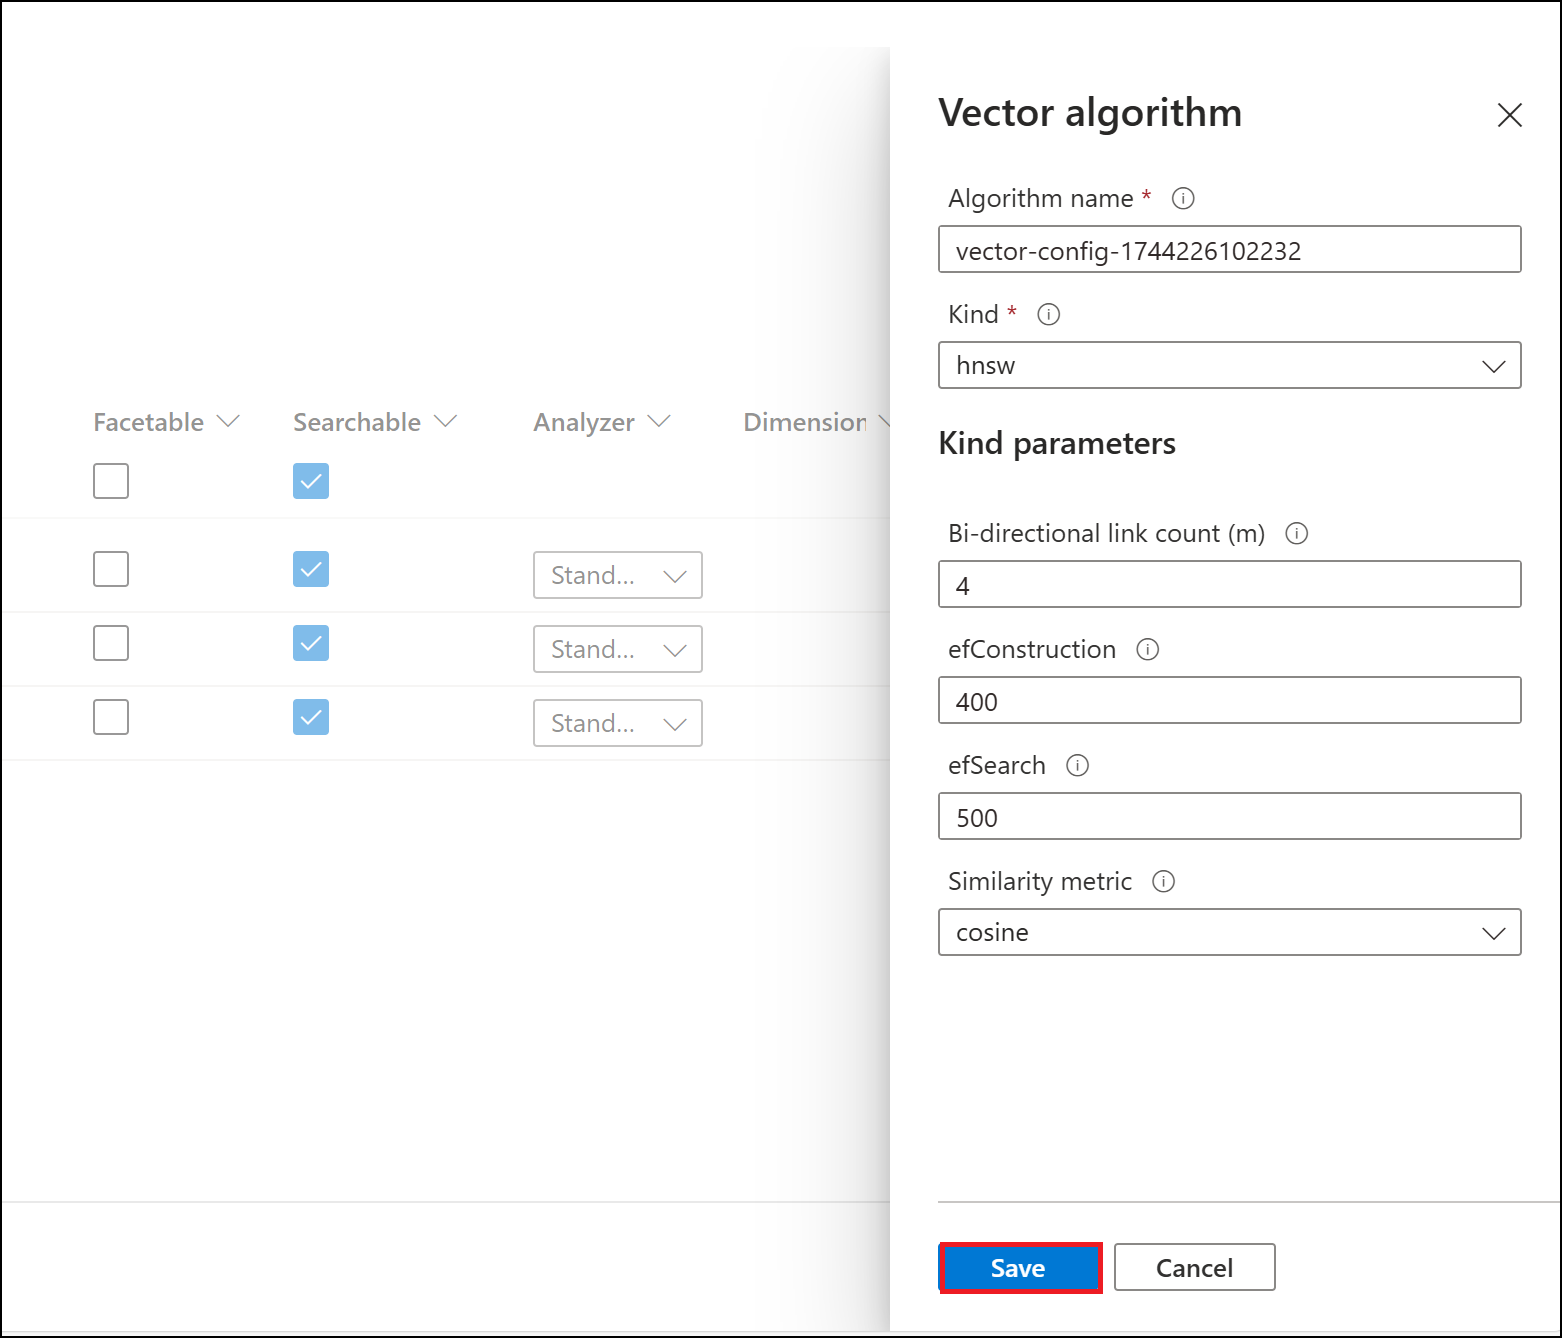 Vector algorithm
Algorithm name *
vector-config-1744226102232
Kind *
hnsw
Facetable Searchable Analyzer Dimension
Kind parameters
Bi-directional link count (m)
4
Stand...
efConstruction
Stand...
400
Stand...
efSearch
500
Similarity metric
cosine
Save Cancel